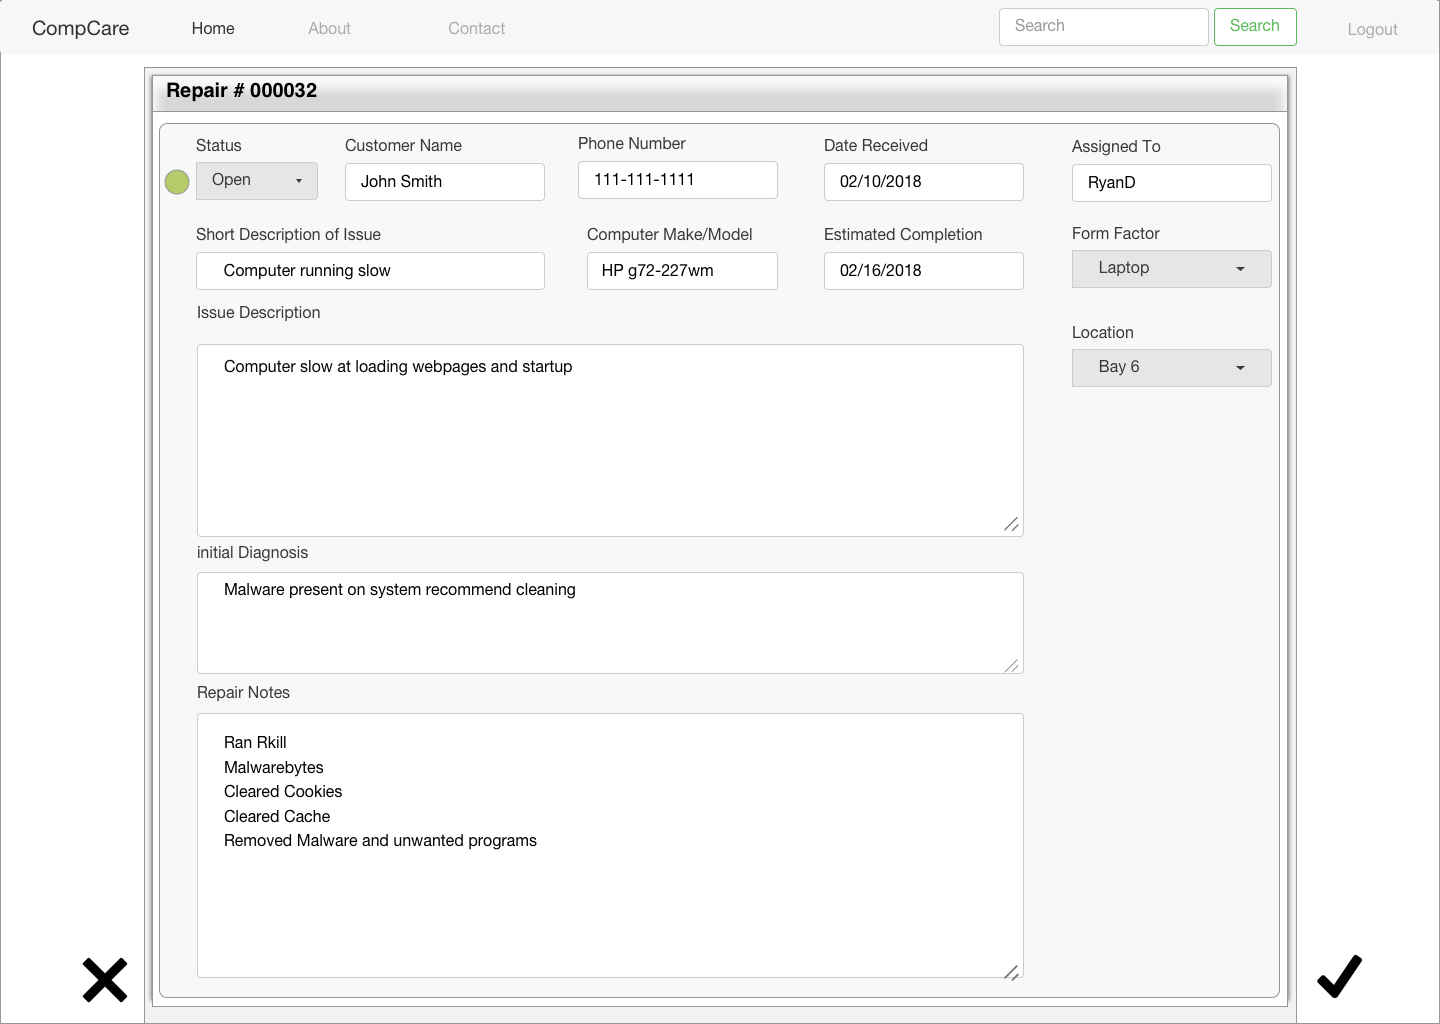 CompCare
Home
About
Contact
Search
Search
Logout
Repair # 000032
Status
Customer Name
Phone Number
Date Received
Assigned To
Open
John Smith
111-111-1111
02/10/2018
RyanD
Short Description of Issue
Computer Make/Model
Estimated Completion
Form Factor
Computer running slow
HP g72-227wm
02/16/2018
Laptop
Issue Description
Location
Computer slow at loading webpages and startup
Bay 6
initial Diagnosis
Malware present on system recommend cleaning
Repair Notes
Ran Rkill
Malwarebytes
Cleared Cookies
Cleared Cache
Removed Malware and unwanted programs